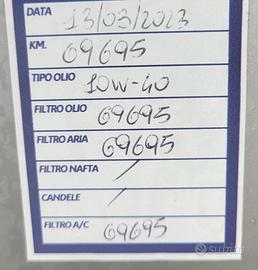 DATA 13/03/2023
KM. 69695
TIPO OLIO 10W-40
FILTRO OLIO 69695
FILTRO ARIA 69695
FILTRO NAFTA /
CANDELE /
FILTRO A/C 69695
subito